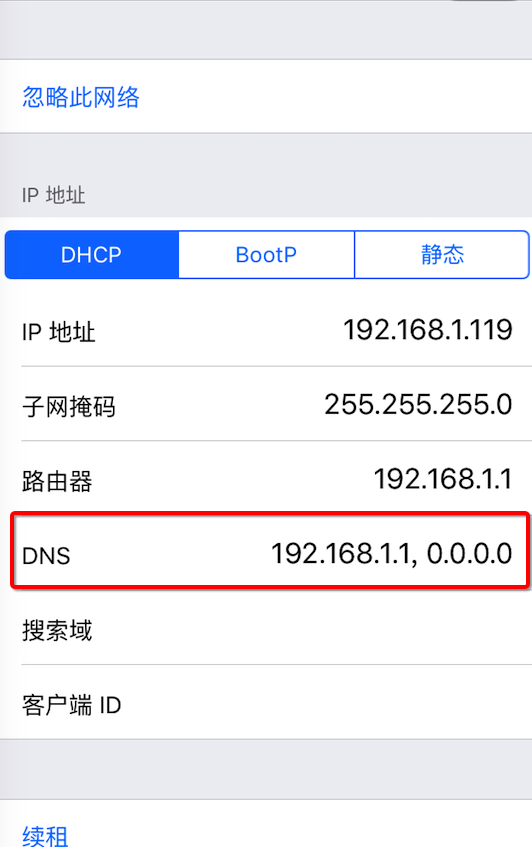 忽略此网络
IP 地址
DHCP BootP 静态
IP 地址 192.168.1.119
子网掩码 255.255.255.0
路由器 192.168.1.1
DNS 192.168.1.1, 0.0.0.0
搜索域
客户端 ID
续租